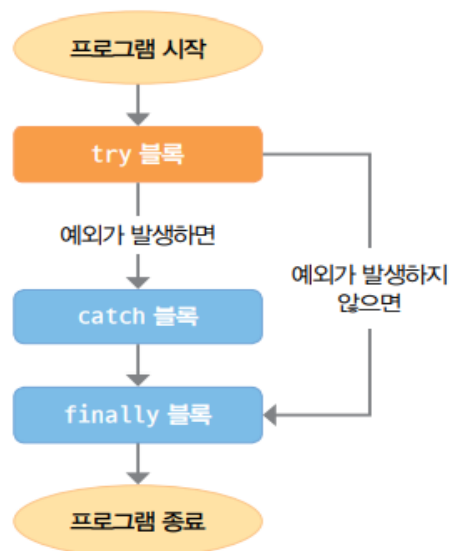 프로그램 시작
try 블록
예외가 발생하면
예외가 발생하지
않으면
catch 블록
finally 블록
프로그램 종료